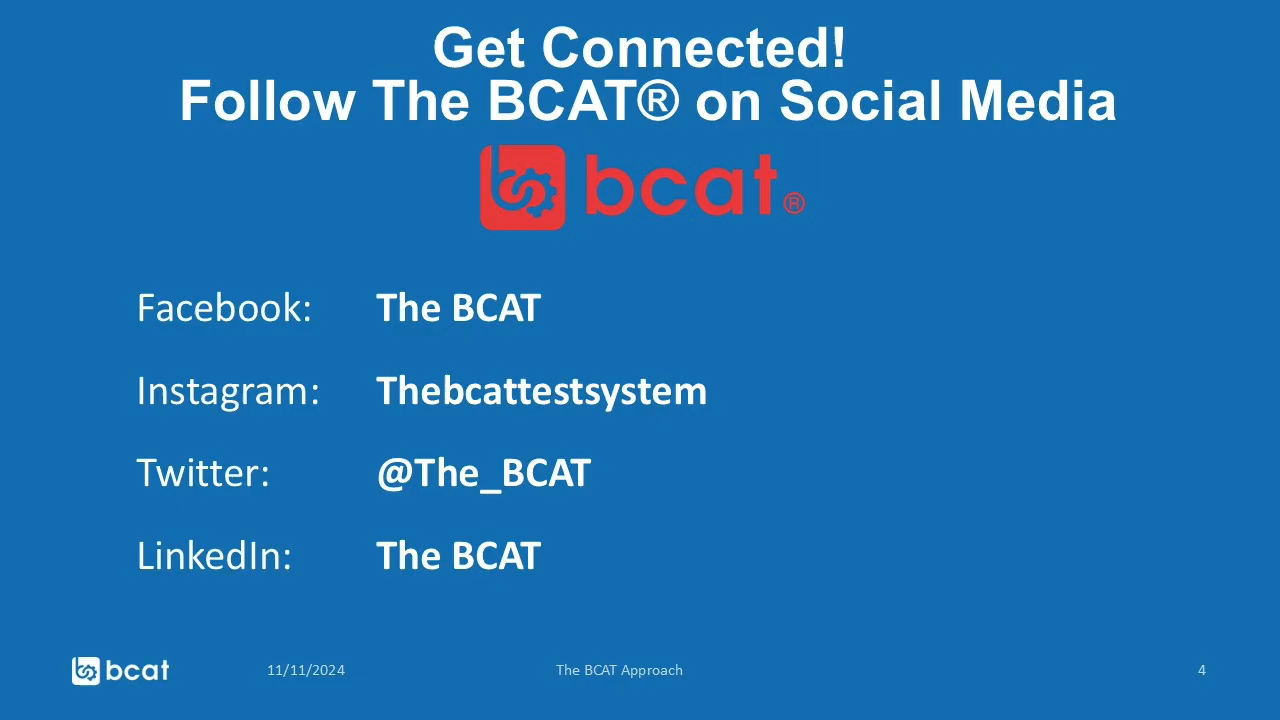 Get Connected!
Follow The BCAT® on Social Media
bcat®
Facebook: The BCAT
Instagram: Thebcattestsystem
Twitter: @The_BCAT
LinkedIn: The BCAT
bcat 11/11/2024 The BCAT Approach 4